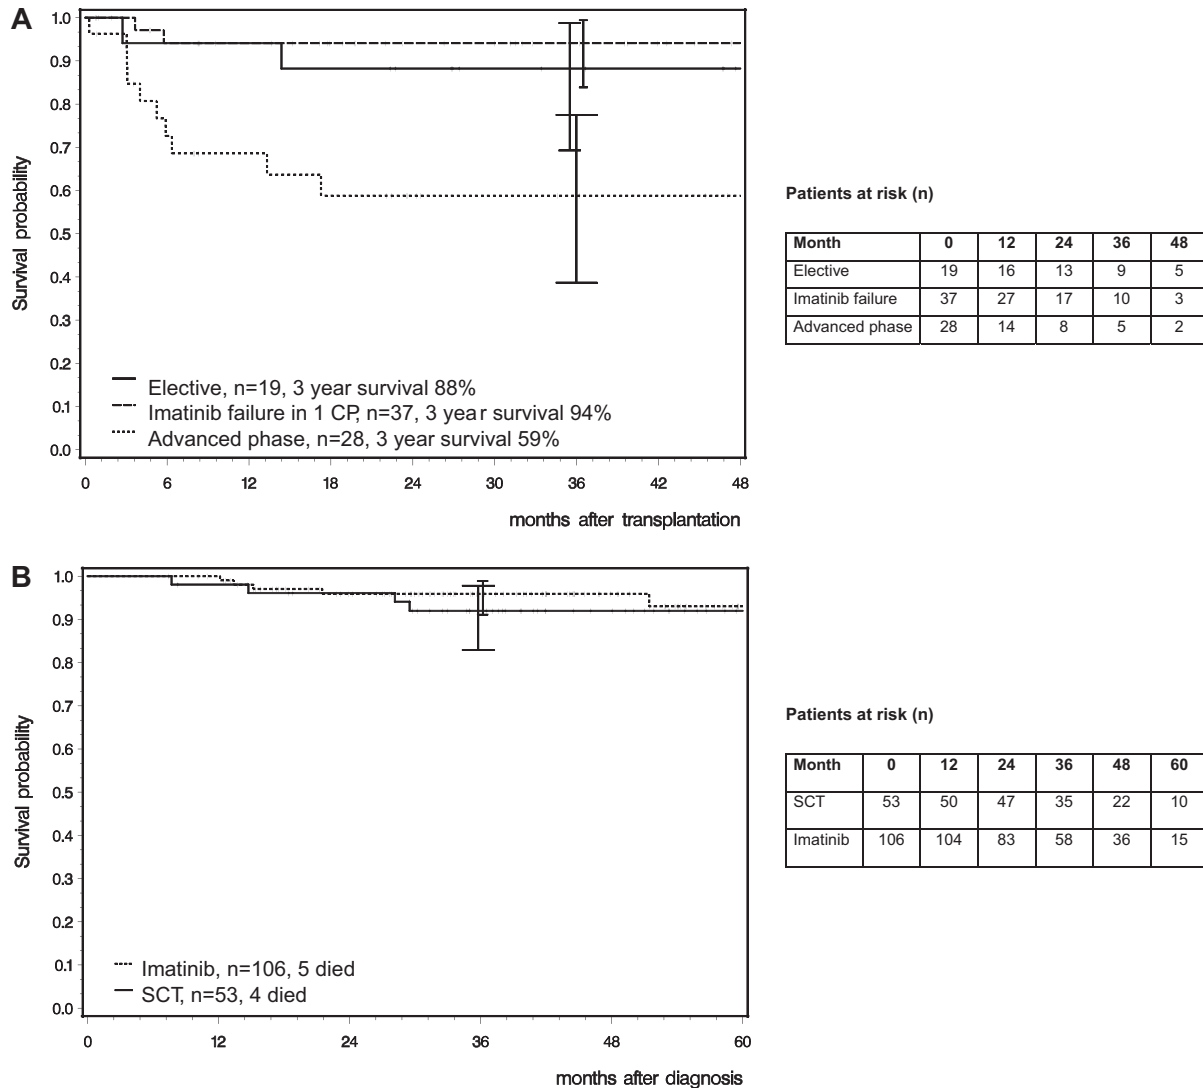 A
1.0
0.9
0.8
0.7
0.6
0.5
0.4
0.3
0.2
0.1
0.0
Survival probability
Elective, n=19, 3 year survival 88%
Imatinib failure in 1 CP, n=37, 3 year survival 94%
Advanced phase, n=28, 3 year survival 59%
0 6 12 18 24 30 36 42 48
months after transplantation
Patients at risk (n)
Month 0 12 24 36 48
Elective 19 16 13 9 5
Imatinib failure 37 27 17 10 3
Advanced phase 28 14 8 5 2
B
1.0
0.9
0.8
0.7
0.6
0.5
0.4
0.3
0.2
0.1
0.0
Survival probability
Imatinib, n=106, 5 died
SCT, n=53, 4 died
0 12 24 36 48 60
months after diagnosis
Patients at risk (n)
Month 0 12 24 36 48 60
SCT 53 50 47 35 22 10
Imatinib 106 104 83 58 36 15